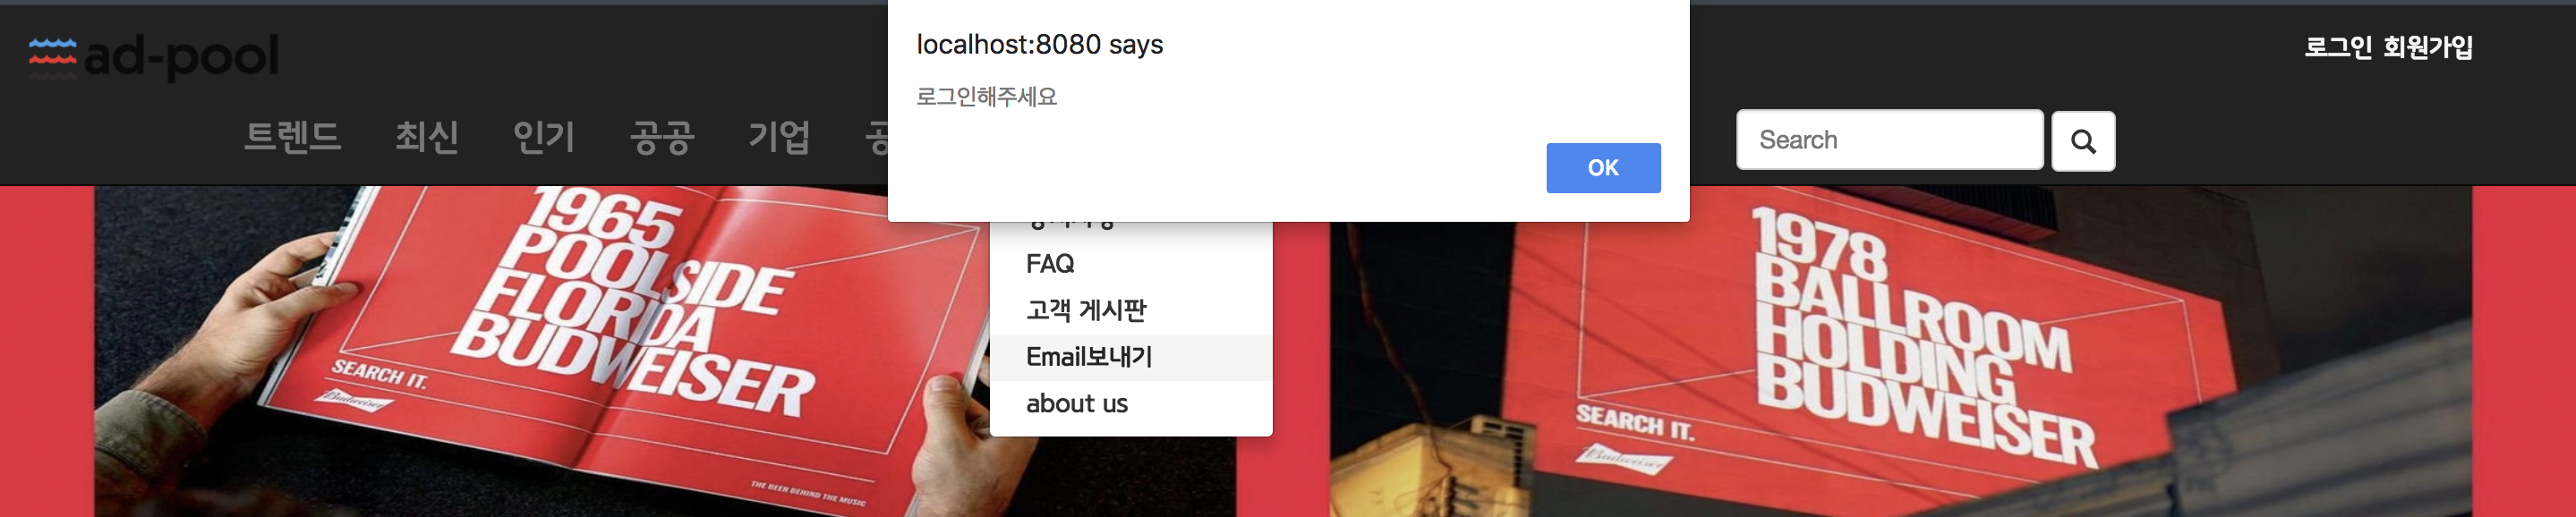 ad-pool
localhost:8080 says
로그인해주세요
OK
로그인 회원가입
트렌드 최신 인기 공공 기업
Search
FAQ
고객 게시판
Email보내기
about us
1965
POOLSIDE
FLORIDA
BUDWEISER
SEARCH IT.
Budweiser
THE BEER BEHIND THE MUSIC
1978
BALLROOM
HOLDING
BUDWEISER
SEARCH IT.
Budweiser